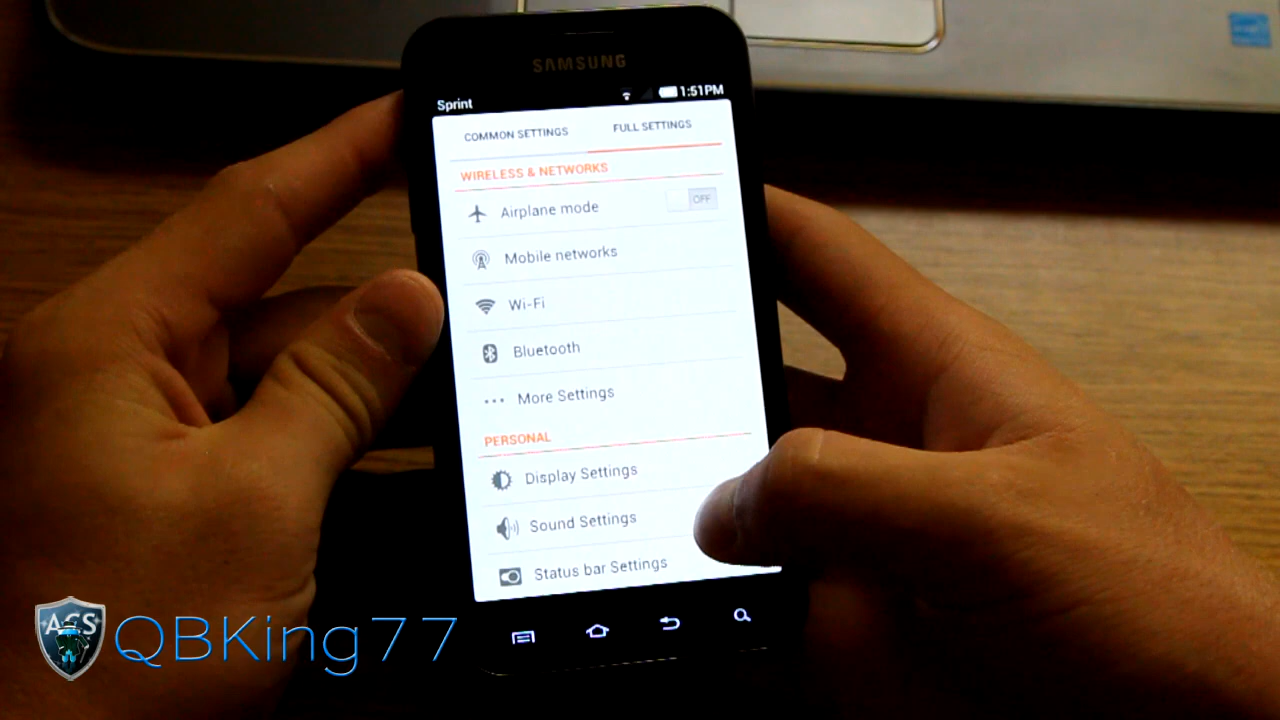 SAMSUNG
Sprint 1:51PM
COMMON SETTINGS FULL SETTINGS
WIRELESS & NETWORKS
Airplane mode OFF
Mobile networks
Wi-Fi
Bluetooth
More Settings
PERSONAL
Display Settings
Sound Settings
Status bar Settings
ACS QBKing77